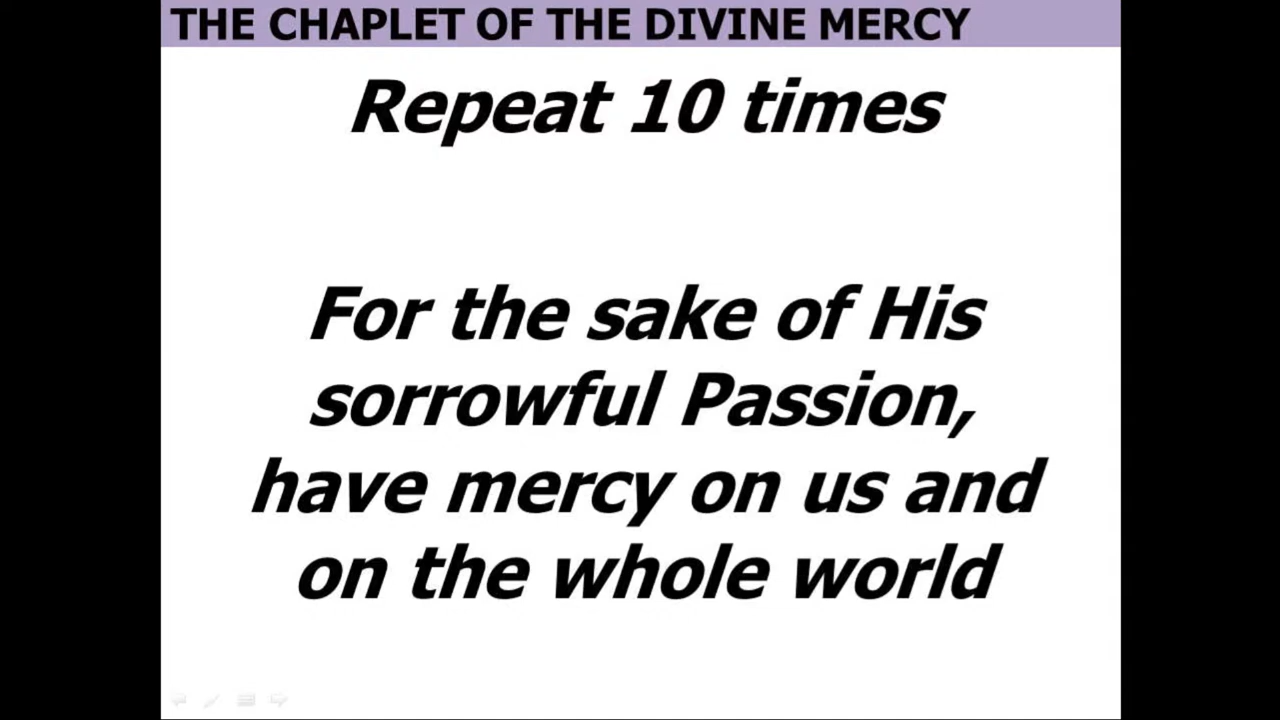 THE CHAPLET OF THE DIVINE MERCY
Repeat 10 times
For the sake of His
sorrowful Passion,
have mercy on us and
on the whole world